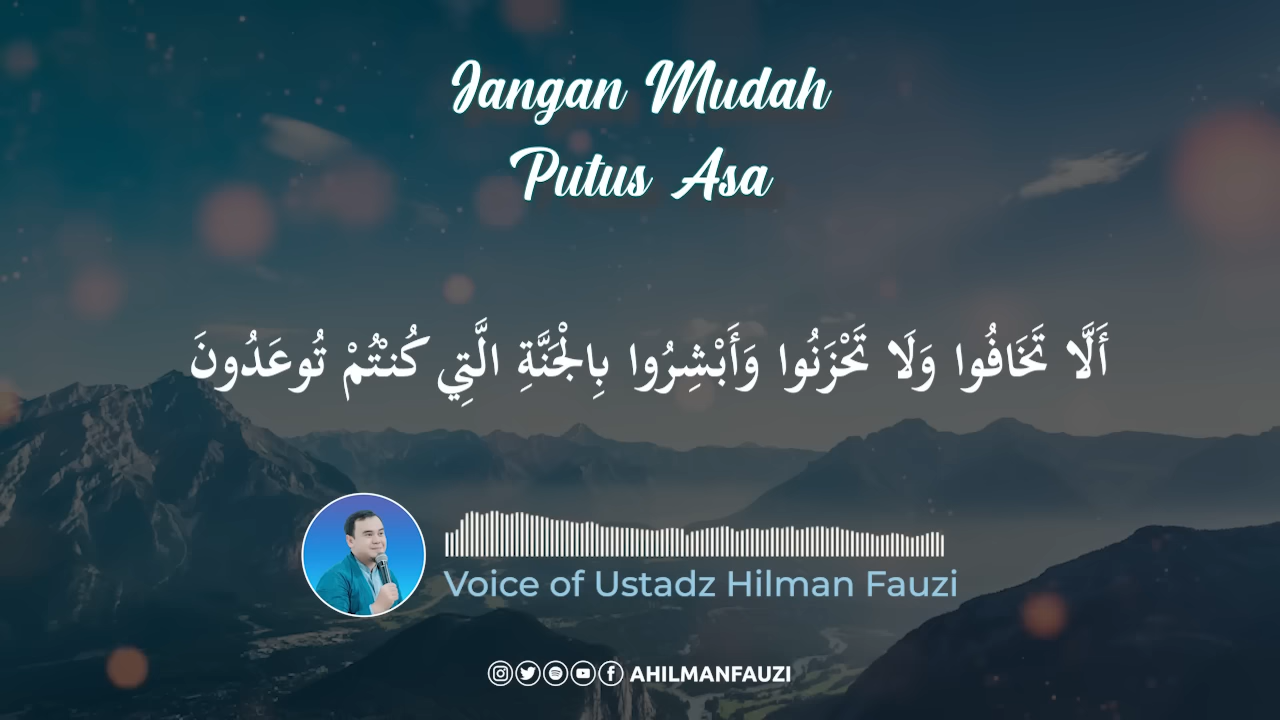 Jangan Mudah
Putus Asa
أَلَّا تَخَافُوا وَلَا تَحْزَنُوا وَأَبْشِرُوا بِالْجَنَّةِ الَّتِي كُنتُمْ تُوعَدُونَ
Voice of Ustadz Hilman Fauzi
AHILMANFAUZI